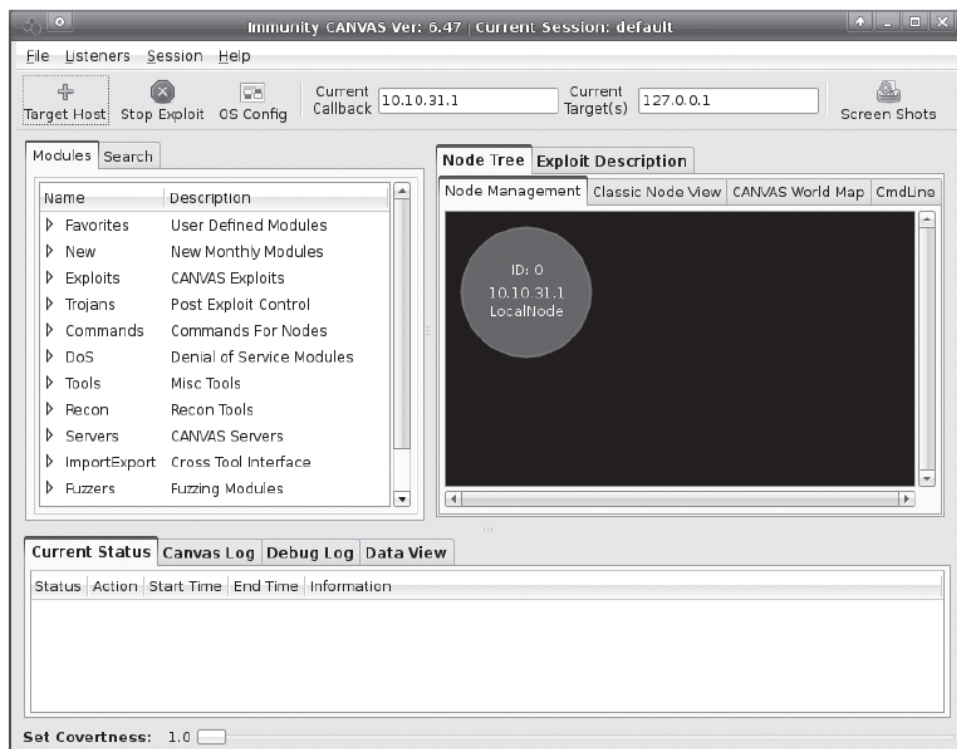 Immunity CANVAS Ver: 6.47 | Current Session: default
File Listeners Session Help
Target Host
Stop Exploit
OS Config
Current Callback
10.10.31.1
Current Target(s)
127.0.0.1
Screen Shots
Modules Search
Name Description
Favorites User Defined Modules
New New Monthly Modules
Exploits CANVAS Exploits
Trojans Post Exploit Control
Commands Commands For Nodes
DoS Denial of Service Modules
Tools Misc Tools
Recon Recon Tools
Servers CANVAS Servers
ImportExport Cross Tool Interface
Fuzzers Fuzzing Modules
Node Tree Exploit Description
Node Management Classic Node View CANVAS World Map CmdLine
ID: 0
10.10.31.1
LocalNode
Current Status Canvas Log Debug Log Data View
Status Action Start Time End Time Information
Set Covertness: 1.0